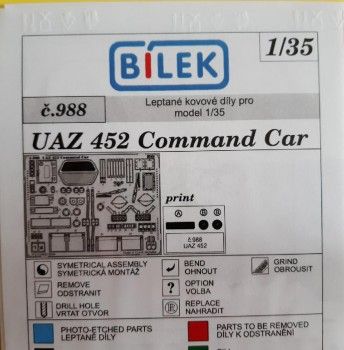 BiLEK
1/35
č.988
Leptané kovové díly pro
model 1/35
UAZ 452 Command Car
print
A B B
č.988
UAZ 452
SYMETRICAL ASSEMBLY
SYMETRICKÁ MONTÁŽ
BEND
OHNOUT
GRIND
OBROUSIT
REMOVE
ODSTRANIT
OPTION
VOLBA
DRILL HOLE
VRTAT OTVOR
REPLACE
NAHRADIT
PHOTO-ETCHED PARTS
LEPTANÉ DÍLY
PARTS TO BE REMOVED
DÍLY K ODSTRANĚNÍ